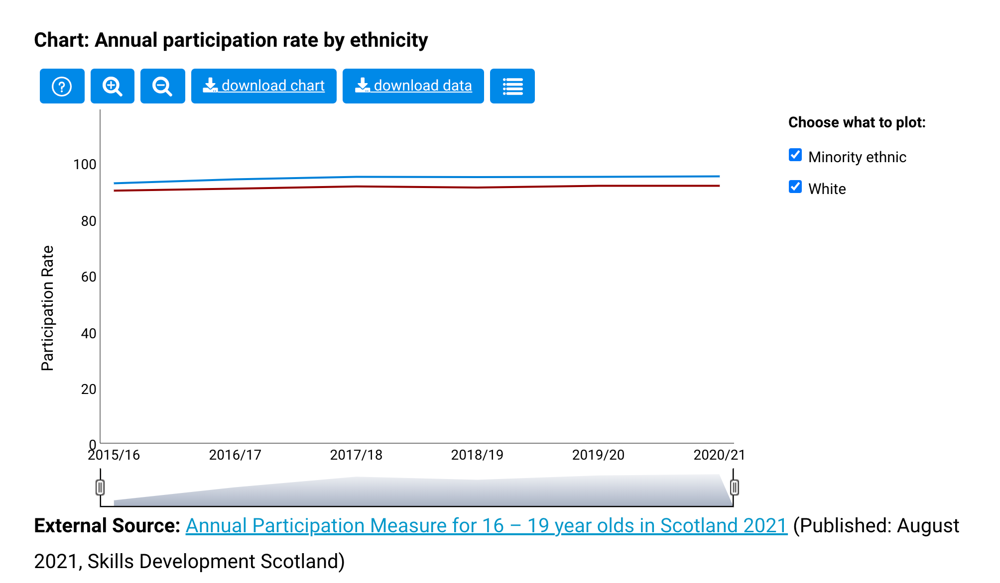 Chart: Annual participation rate by ethnicity
download chart
download data
Choose what to plot:
Minority ethnic
White
Participation Rate
100
80
60
40
20
0
2015/16
2016/17
2017/18
2018/19
2019/20
2020/21
External Source: Annual Participation Measure for 16 – 19 year olds in Scotland 2021 (Published: August
2021, Skills Development Scotland)